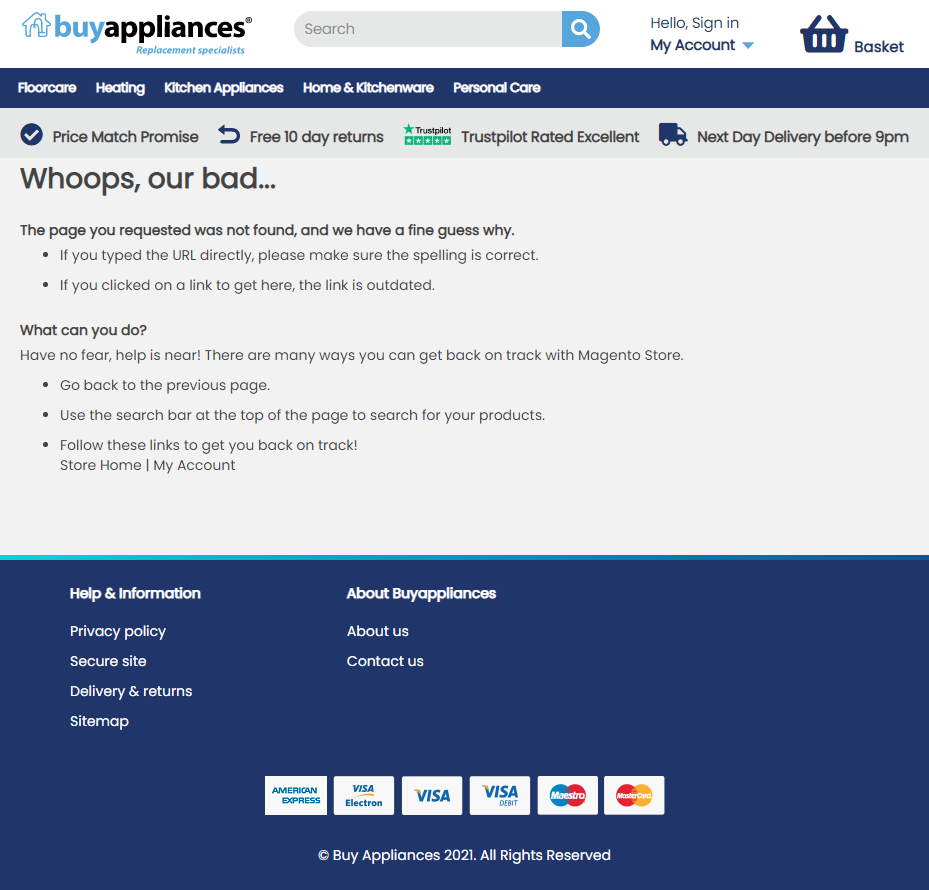 buyappliances®
Replacement specialists
Search
Hello, Sign in
My Account
Basket
Floorcare Heating Kitchen Appliances Home & Kitchenware Personal Care
Price Match Promise Free 10 day returns Trustpilot Trustpilot Rated Excellent Next Day Delivery before 9pm
Whoops, our bad...
The page you requested was not found, and we have a fine guess why.
• If you typed the URL directly, please make sure the spelling is correct.
• If you clicked on a link to get here, the link is outdated.
What can you do?
Have no fear, help is near! There are many ways you can get back on track with Magento Store.
• Go back to the previous page.
• Use the search bar at the top of the page to search for your products.
• Follow these links to get you back on track!
Store Home | My Account
Help & Information
Privacy policy
Secure site
Delivery & returns
Sitemap
About Buyappliances
About us
Contact us
AMERICAN
EXPRESS
VISA
Electron
VISA
VISA
DEBIT
Maestro
MasterCard
© Buy Appliances 2021. All Rights Reserved